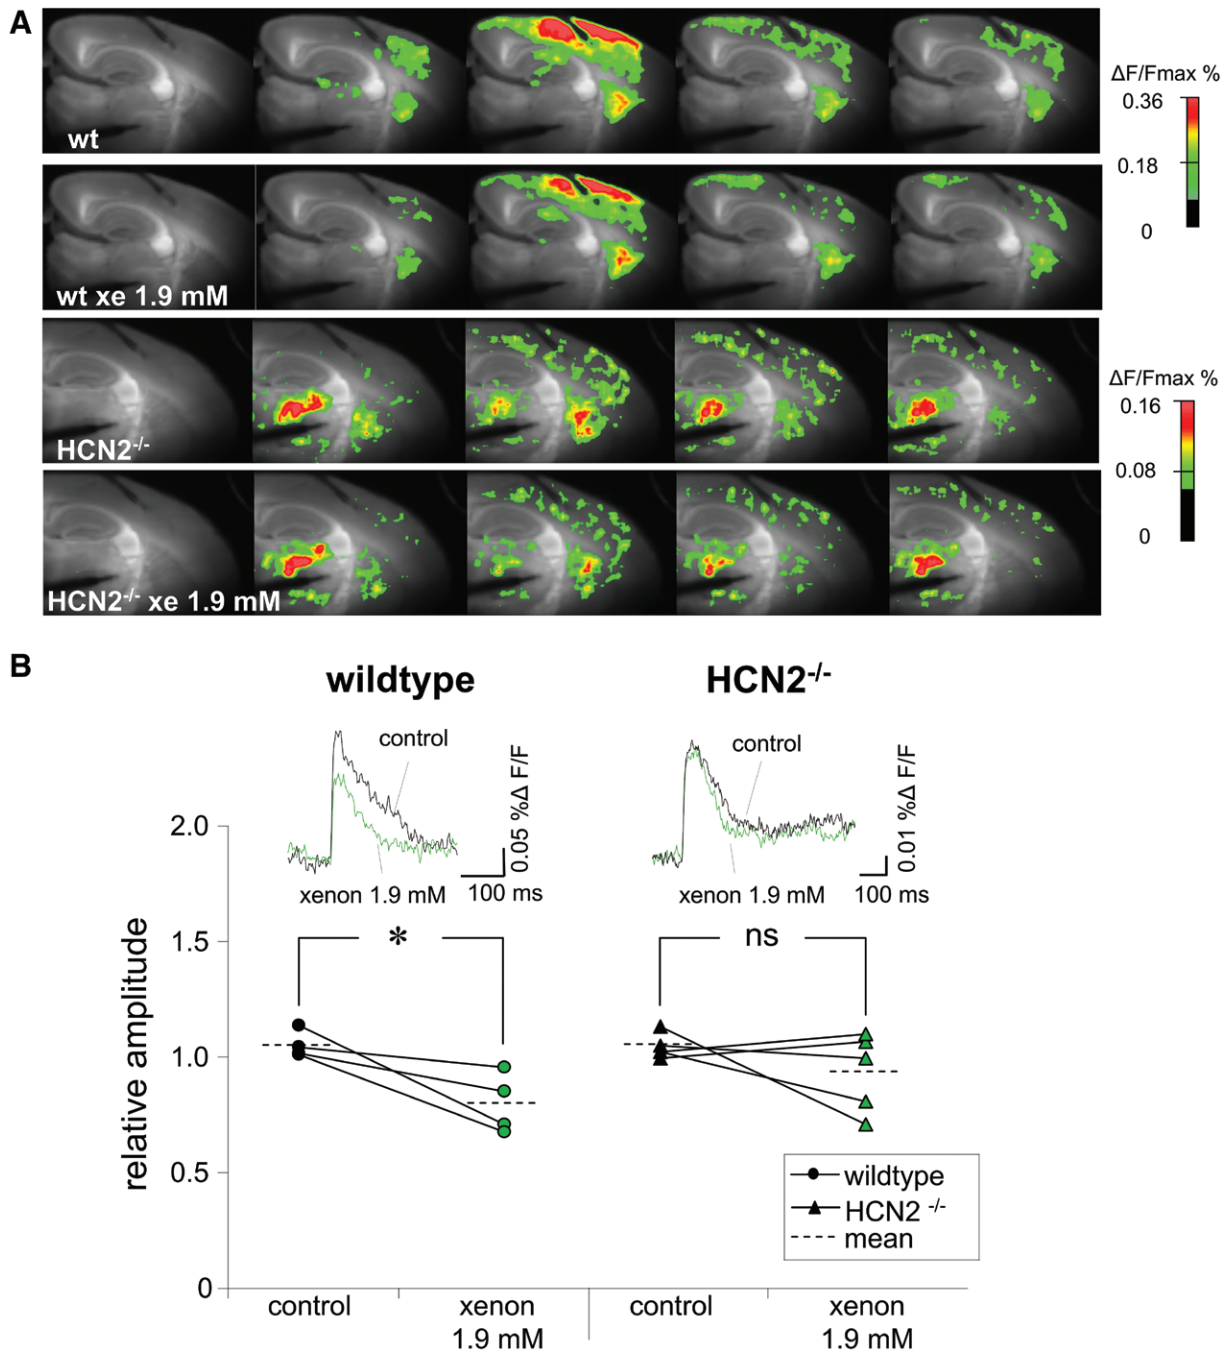 A
ΔF/Fmax %
0.36
0.18
0
wt
wt xe 1.9 mM
ΔF/Fmax %
0.16
0.08
0
HCN2-/-
HCN2-/- xe 1.9 mM
B
wildtype
HCN2-/-
control
xenon 1.9 mM
0.05 %Δ F/F
100 ms
control
xenon 1.9 mM
0.01 %Δ F/F
100 ms
relative amplitude
2.0
1.5
1.0
0.5
0
*
ns
wildtype
HCN2 -/-
mean
control
xenon
1.9 mM
control
xenon
1.9 mM